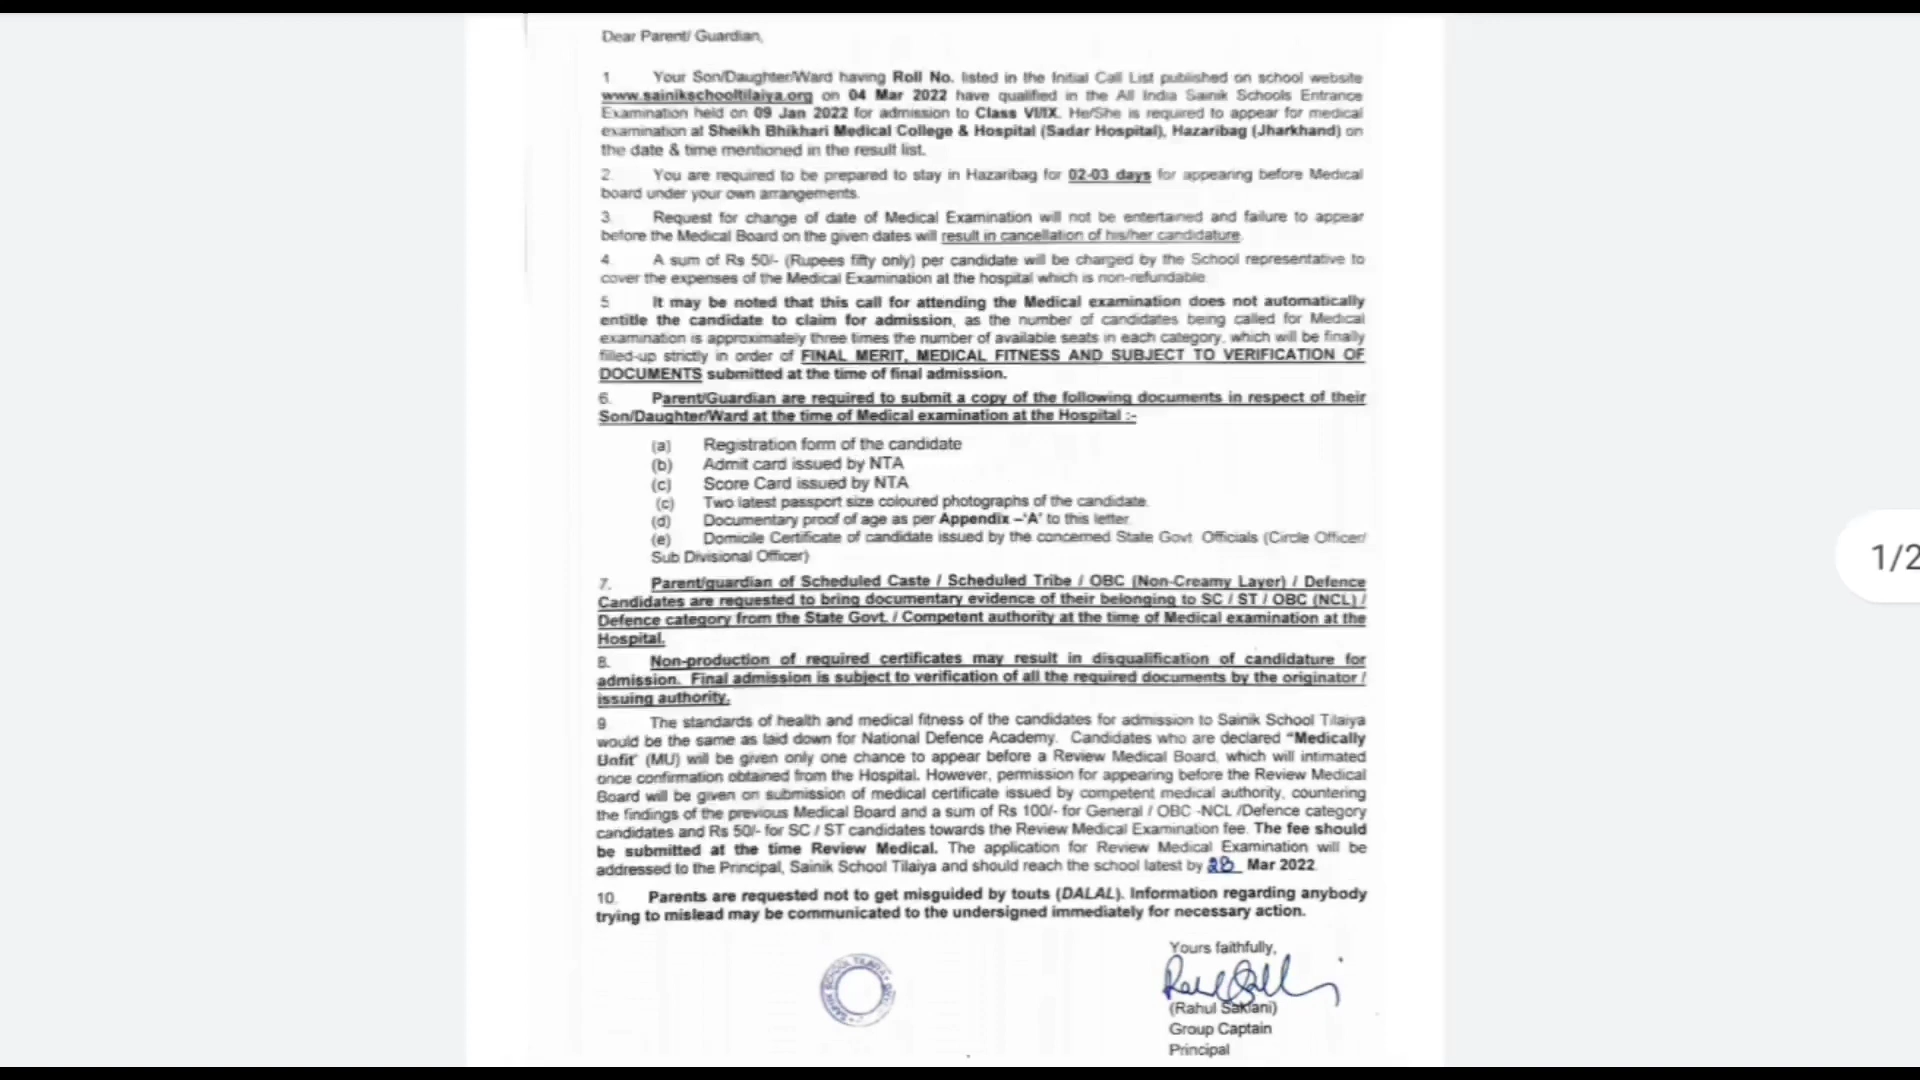 Dear Parent/ Guardian,
1 Your Son/Daughter/Ward having Roll No. listed in the Initial Call List published on school website
www.sainikschooltilaiya.org on 04 Mar 2022 have qualified in the All India Sainik Schools Entrance
Examination held on 09 Jan 2022 for admission to Class VI/IX. He/She is required to appear for medical
examination at Sheikh Bhikhari Medical College & Hospital (Sadar Hospital), Hazaribag (Jharkhand) on
the date & time mentioned in the result list.
2. You are required to be prepared to stay in Hazaribag for 02-03 days for appearing before Medical
board under your own arrangements.
3. Request for change of date of Medical Examination will not be entertained and failure to appear
before the Medical Board on the given dates will result in cancellation of his/her candidature.
4. A sum of Rs 50/- (Rupees fifty only) per candidate will be charged by the School representative to
cover the expenses of the Medical Examination at the hospital which is non-refundable.
5. It may be noted that this call for attending the Medical examination does not automatically
entitle the candidate to claim for admission, as the number of candidates being called for Medical
examination is approximately three times the number of available seats in each category, which will be finally
filled-up strictly in order of FINAL MERIT, MEDICAL FITNESS AND SUBJECT TO VERIFICATION OF
DOCUMENTS submitted at the time of final admission.
6. Parent/Guardian are required to submit a copy of the following documents in respect of their
Son/Daughter/Ward at the time of Medical examination at the Hospital :-
(a) Registration form of the candidate
(b) Admit card issued by NTA
(c) Score Card issued by NTA
(c) Two latest passport size coloured photographs of the candidate.
(d) Documentary proof of age as per Appendix –'A' to this letter.
(e) Domicile Certificate of candidate issued by the concerned State Govt. Officials (Circle Officer/
Sub Divisional Officer)
7. Parent/guardian of Scheduled Caste / Scheduled Tribe / OBC (Non-Creamy Layer) / Defence
Candidates are requested to bring documentary evidence of their belonging to SC / ST / OBC (NCL) /
Defence category from the State Govt. / Competent authority at the time of Medical examination at the
Hospital.
8. Non-production of required certificates may result in disqualification of candidature for
admission. Final admission is subject to verification of all the required documents by the originator /
issuing authority.
9. The standards of health and medical fitness of the candidates for admission to Sainik School Tilaiya
would be the same as laid down for National Defence Academy. Candidates who are declared "Medically
Unfit' (MU) will be given only one chance to appear before a Review Medical Board, which will intimated
once confirmation obtained from the Hospital. However, permission for appearing before the Review Medical
Board will be given on submission of medical certificate issued by competent medical authority, countering
the findings of the previous Medical Board and a sum of Rs 100/- for General / OBC -NCL /Defence category
candidates and Rs 50/- for SC / ST candidates towards the Review Medical Examination fee. The fee should
be submitted at the time Review Medical. The application for Review Medical Examination will be
addressed to the Principal, Sainik School Tilaiya and should reach the school latest by 28 Mar 2022.
10. Parents are requested not to get misguided by touts (DALAL). Information regarding anybody
trying to mislead may be communicated to the undersigned immediately for necessary action.
Yours faithfully,
(Rahul Saklani)
Group Captain
Principal
SAINIK SCHOOL TILAIYA
1/2